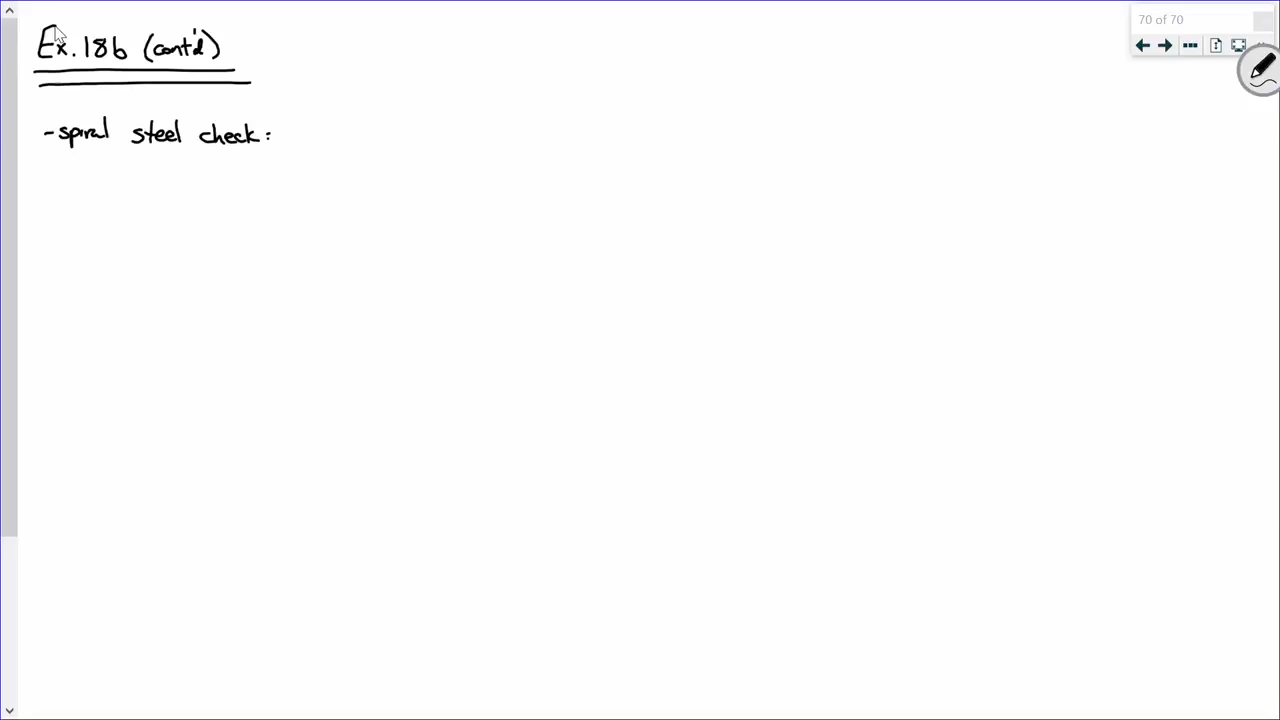 70 of 70
Ex. 18b (cont'd)
- spiral steel check: